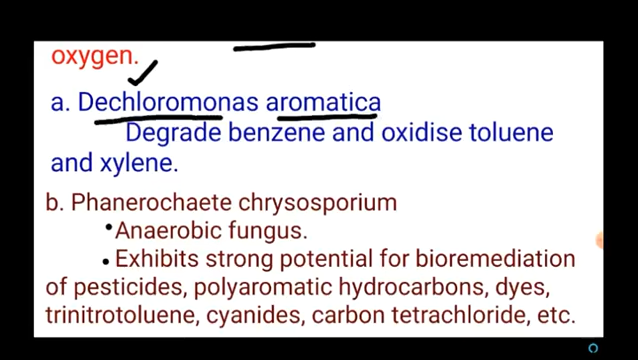 oxygen.
a. Dechloromonas aromatica
Degrade benzene and oxidise toluene
and xylene.
b. Phanerochaete chrysosporium
•Anaerobic fungus.
• Exhibits strong potential for bioremediation
of pesticides, polyaromatic hydrocarbons, dyes,
trinitrotoluene, cyanides, carbon tetrachloride, etc.